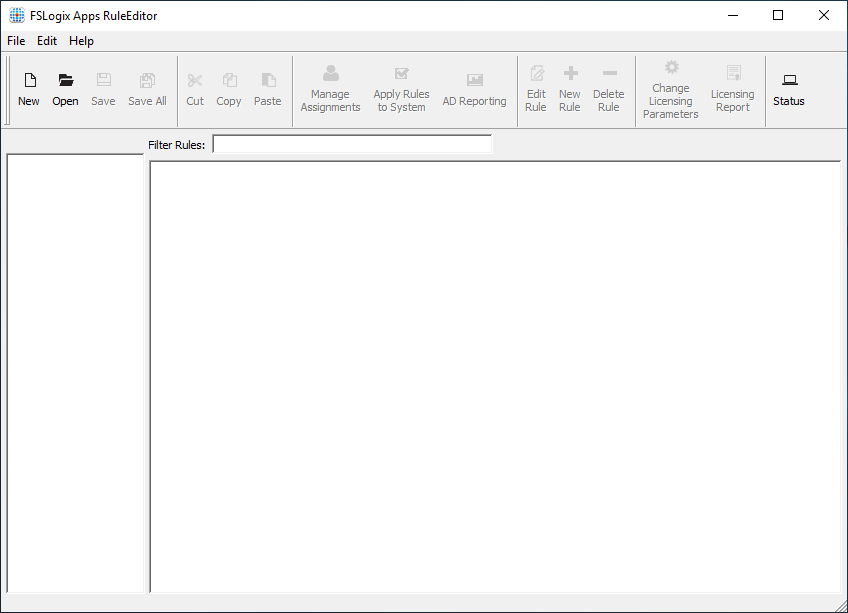 FSLogix Apps RuleEditor
File Edit Help
New Open Save Save All Cut Copy Paste Manage Assignments Apply Rules to System AD Reporting Edit Rule New Rule Delete Rule Change Licensing Parameters Licensing Report Status
Filter Rules: